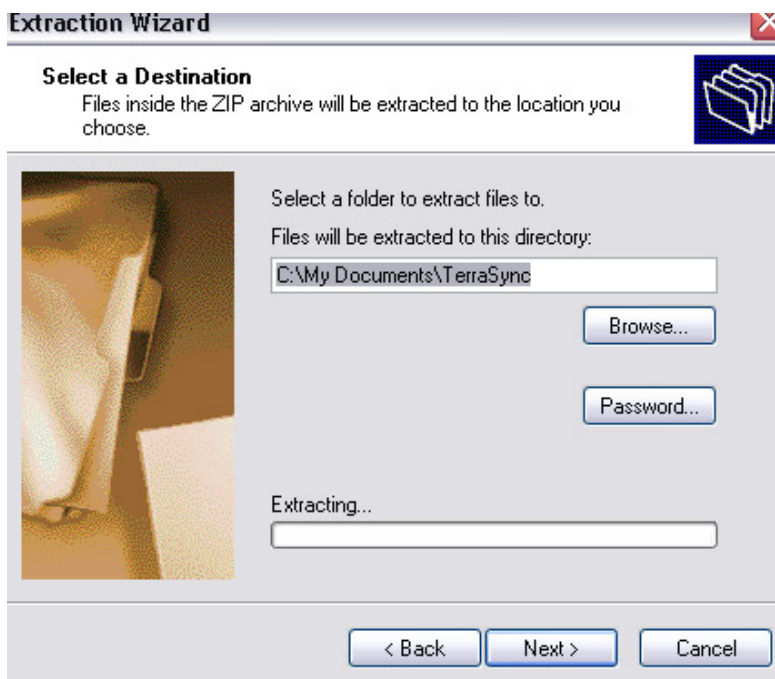 Extraction Wizard
Select a Destination
Files inside the ZIP archive will be extracted to the location you
choose.
Select a folder to extract files to.
Files will be extracted to this directory:
C:\My Documents\TerraSync
Browse...
Password...
Extracting...
< Back
Next >
Cancel